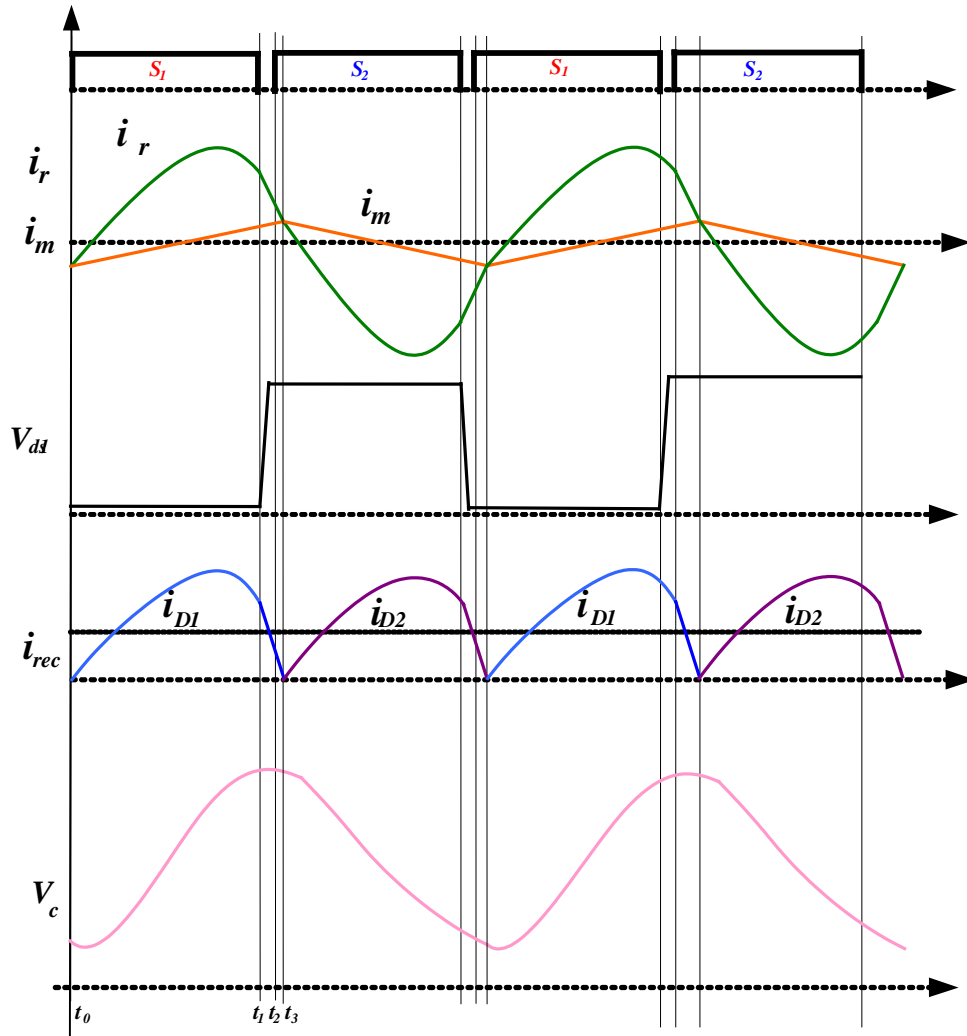 S1 S2 S1 S2
i r
ir
im
im
Vds1
iD1 iD2 iD1 iD2
irec
Vc
t0 t1 t2 t3